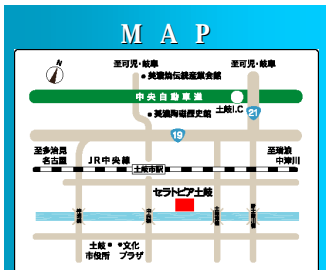 MAP
至可児・岐阜
至可児・岐阜
美濃焼伝統産業会館
中央自動車道
土岐I.C
21
美濃陶磁歴史館
19
至多治見
名古屋
JR中央線
土岐市駅
至瑞浪
中津川
セラトピア土岐
土岐
市役所
文化
プラザ